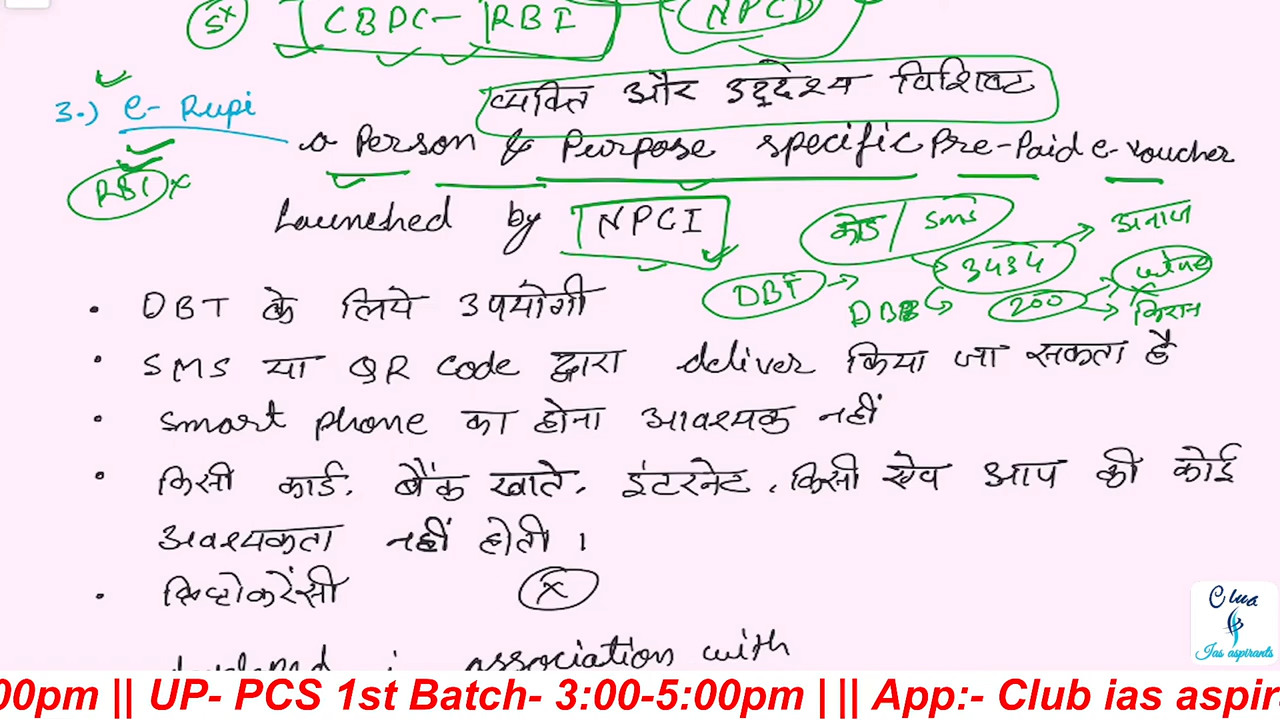 5x CBPC- RBI NPCI
व्यक्ति और उद्देश्य विशिष्ट
3.) e-Rupi
a Person & Purpose specific Pre-Paid e-voucher
RBI x
Launched by NPCI
कोड / sms
3434 अनाज
DBT
DBT 200
किसान
• DBT के लिये उपयोगी
• SMS या QR Code द्वारा deliver किया जा सकता है
• smart phone का होना आवश्यक नहीं
• किसी कार्ड, बैंक खाते, इंटरनेट, किसी सेव आप की कोई
आवश्यकता नहीं होती ।
• क्रिप्टोकरेंसी x
association with
Club
Ias aspirants
00pm || UP- PCS 1st Batch- 3:00-5:00pm | || App:- Club ias aspira